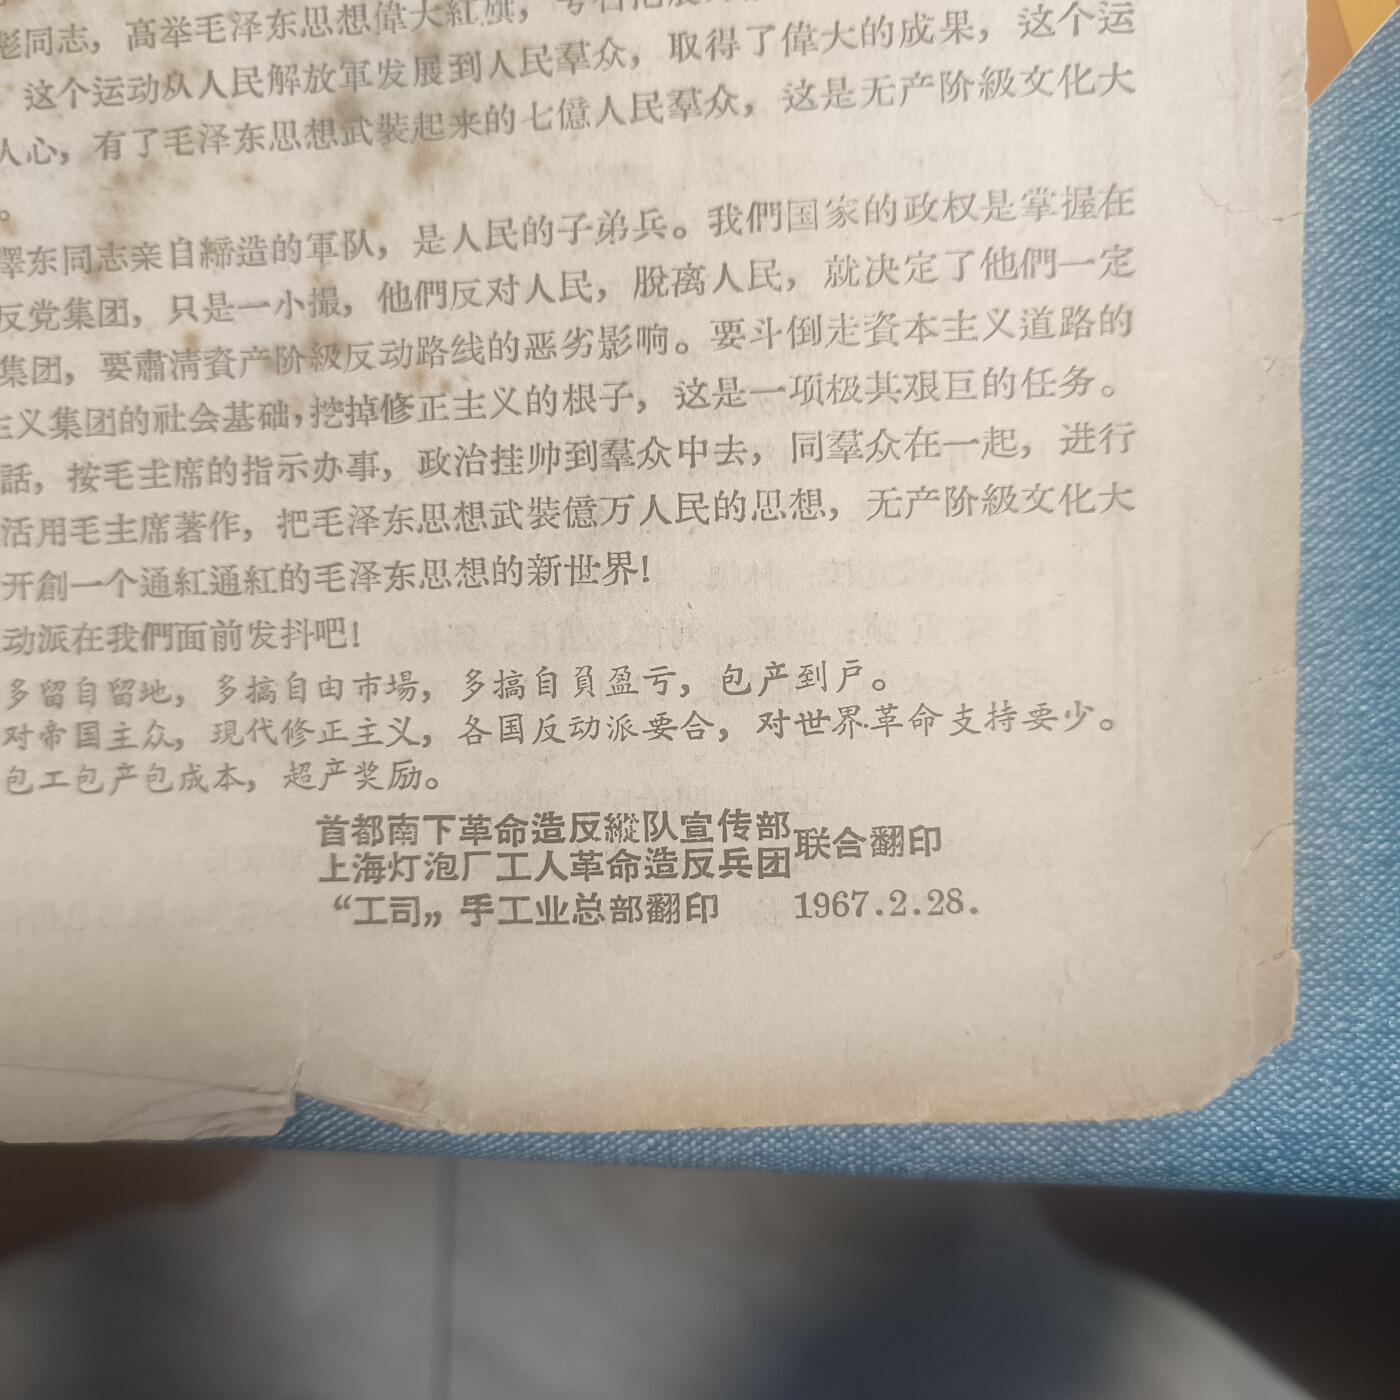 彪同志，高举毛泽东思想偉大紅旗，
这个运动从人民解放軍发展到人民羣众，取得了偉大的成果，这个运
人心，有了毛泽东思想武裝起来的七億人民羣众，这是无产阶級文化大
。
澤东同志亲自締造的軍队，是人民的子弟兵。我們国家的政权是掌握在
反党集团，只是一小撮，他們反对人民，脫离人民，就决定了他們一定
集团，要肅清資产阶級反动路线的恶劣影响。要斗倒走資本主义道路的
主义集团的社会基础，挖掉修正主义的根子，这是一项极其艰巨的任务。
話，按毛主席的指示办事，政治挂帅到羣众中去，同羣众在一起，进行
活用毛主席著作，把毛泽东思想武裝億万人民的思想，无产阶級文化大
开創一个通紅通紅的毛泽东思想的新世界！
动派在我們面前发抖吧！
多留自留地，多搞自由市場，多搞自負盈亏，包产到戸。
对帝国主众，现代修正主义，各国反动派要合，对世界革命支持要少。
包工包产包成本，超产奖励。
首都南下革命造反縱队宣传部
上海灯泡厂工人革命造反兵团
联合翻印
“工司”手工业总部翻印 1967.2.28.